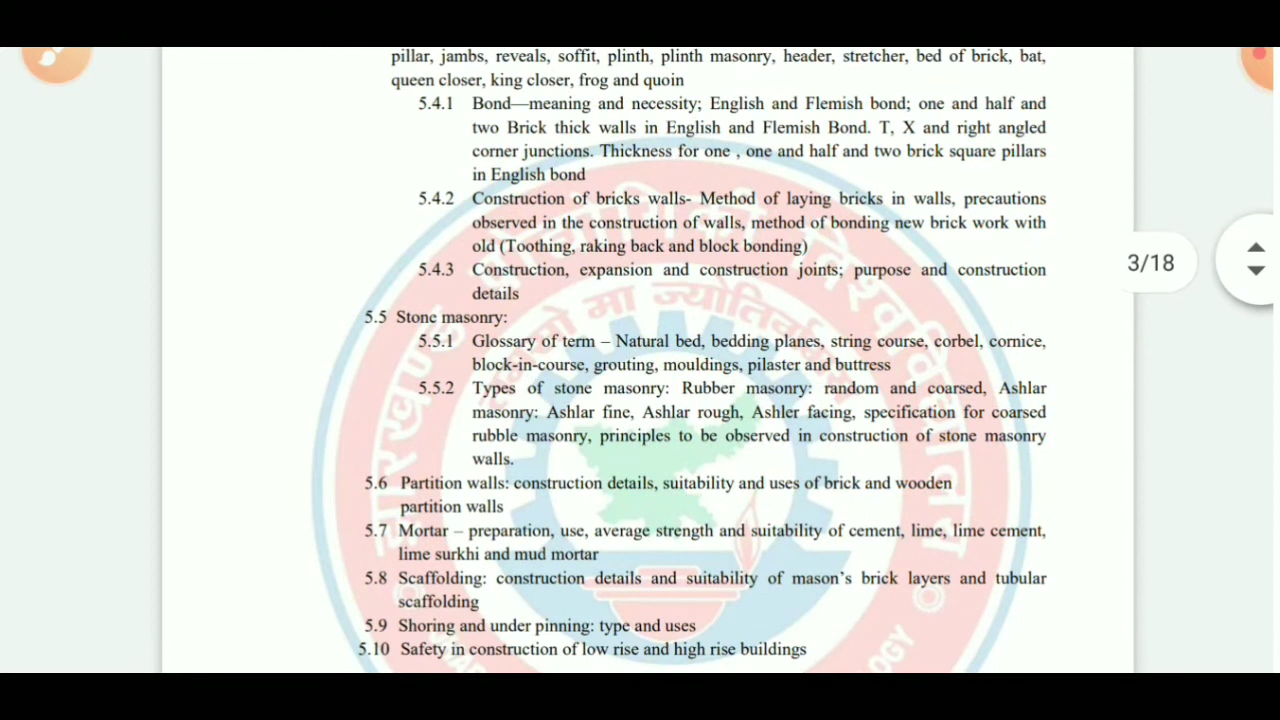 pillar, jambs, reveals, soffit, plinth, plinth masonry, header, stretcher, bed of brick, bat,
queen closer, king closer, frog and quoin
5.4.1 Bond—meaning and necessity; English and Flemish bond; one and half and
two Brick thick walls in English and Flemish Bond. T, X and right angled
corner junctions. Thickness for one , one and half and two brick square pillars
in English bond
5.4.2 Construction of bricks walls- Method of laying bricks in walls, precautions
observed in the construction of walls, method of bonding new brick work with
old (Toothing, raking back and block bonding)
5.4.3 Construction, expansion and construction joints; purpose and construction
details
3/18
5.5 Stone masonry:
5.5.1 Glossary of term – Natural bed, bedding planes, string course, corbel, cornice,
block-in-course, grouting, mouldings, pilaster and buttress
5.5.2 Types of stone masonry: Rubber masonry: random and coarsed, Ashlar
masonry: Ashlar fine, Ashlar rough, Ashler facing, specification for coarsed
rubble masonry, principles to be observed in construction of stone masonry
walls.
5.6 Partition walls: construction details, suitability and uses of brick and wooden
partition walls
5.7 Mortar – preparation, use, average strength and suitability of cement, lime, lime cement,
lime surkhi and mud mortar
5.8 Scaffolding: construction details and suitability of mason's brick layers and tubular
scaffolding
5.9 Shoring and under pinning: type and uses
5.10 Safety in construction of low rise and high rise buildings